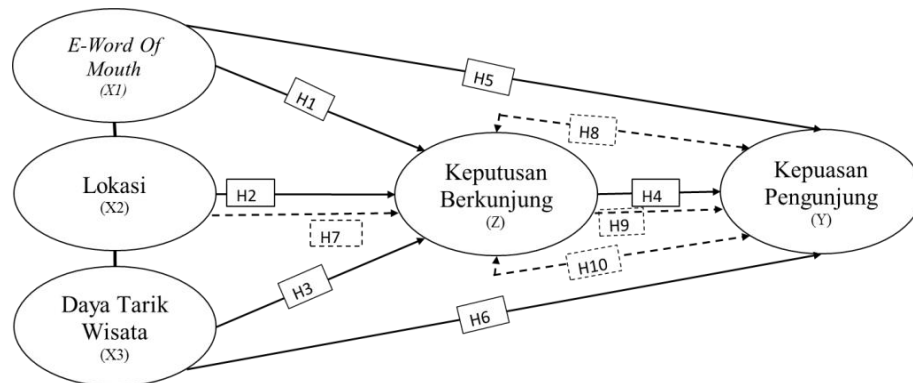 E-Word Of
Mouth
(X1)
H5
H1
H8
Lokasi
(X2)
H2
H7
Keputusan
Berkunjung
(Z)
H4
H9
Kepuasan
Pengunjung
(Y)
H10
H3
Daya Tarik
Wisata
(X3)
H6